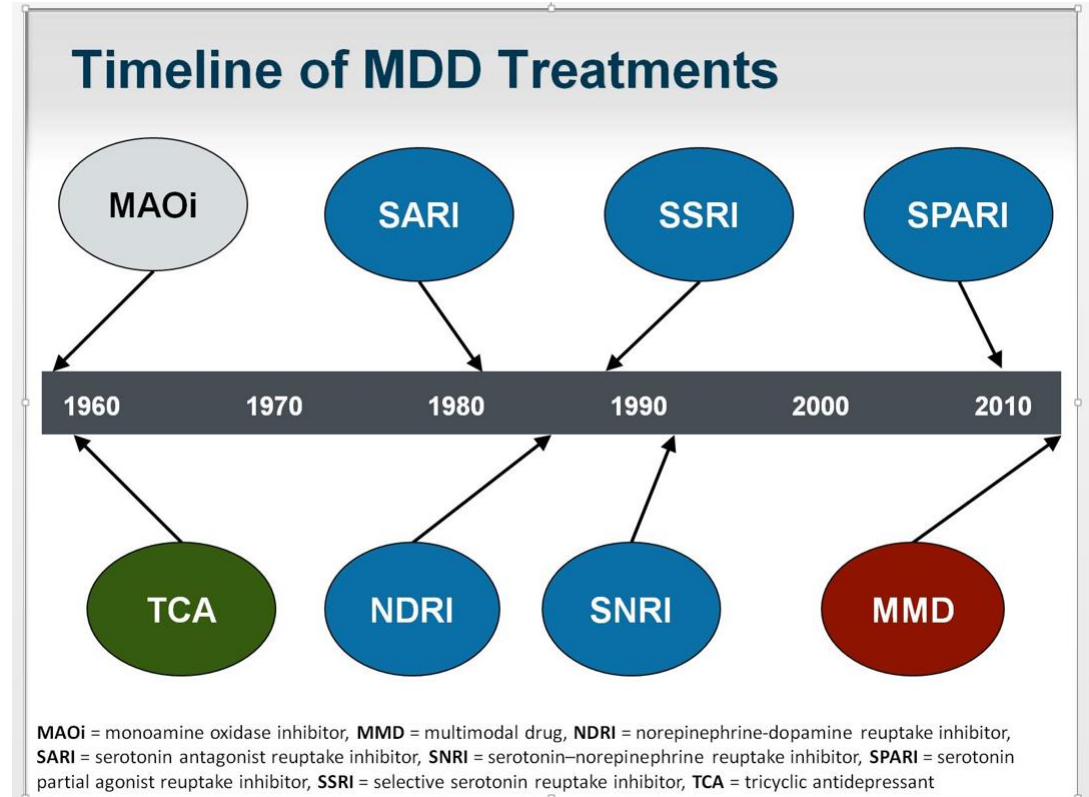 Timeline of MDD Treatments
MAOi
SARI
SSRI
SPARI
1960 1970 1980 1990 2000 2010
TCA
NDRI
SNRI
MMD
MAOi = monoamine oxidase inhibitor, MMD = multimodal drug, NDRI = norepinephrine-dopamine reuptake inhibitor,
SARI = serotonin antagonist reuptake inhibitor, SNRI = serotonin–norepinephrine reuptake inhibitor, SPARI = serotonin
partial agonist reuptake inhibitor, SSRI = selective serotonin reuptake inhibitor, TCA = tricyclic antidepressant